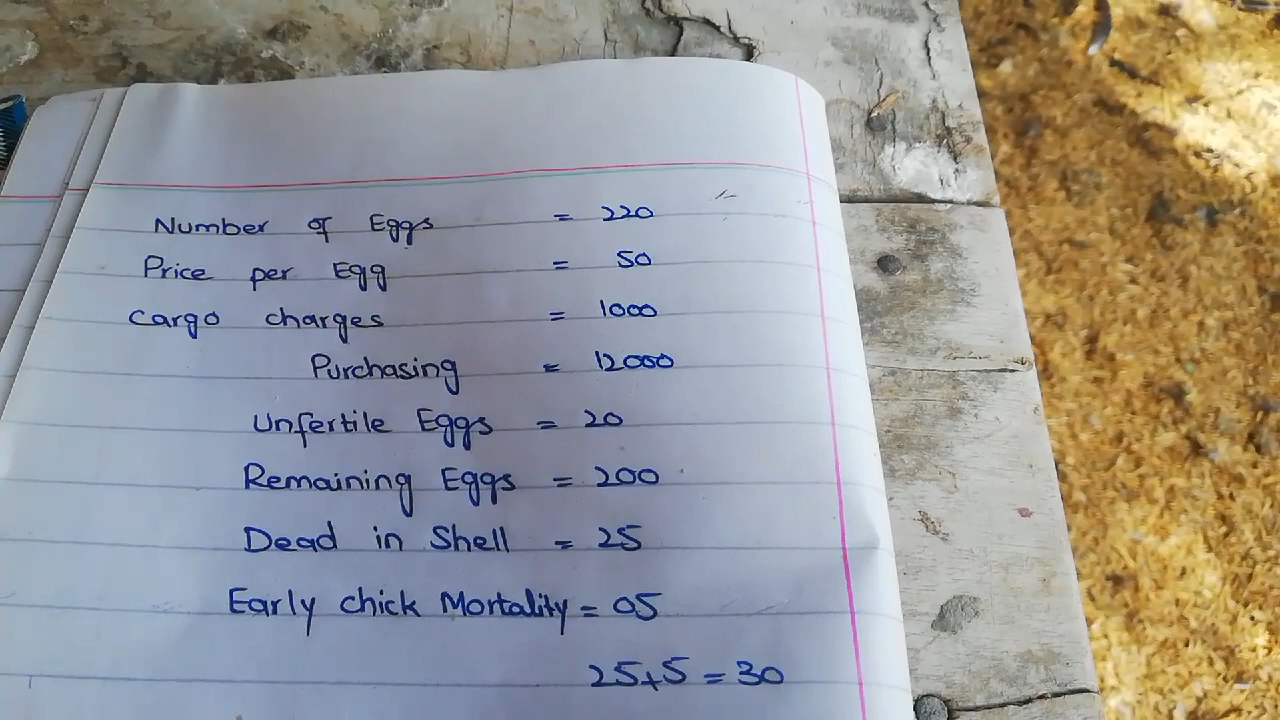 Number of Eggs = 220
Price per Egg = 50
Cargo charges = 1000
Purchasing = 12000
Unfertile Eggs = 20
Remaining Eggs = 200
Dead in Shell = 25
Early chick Mortality = 05
25+5 = 30